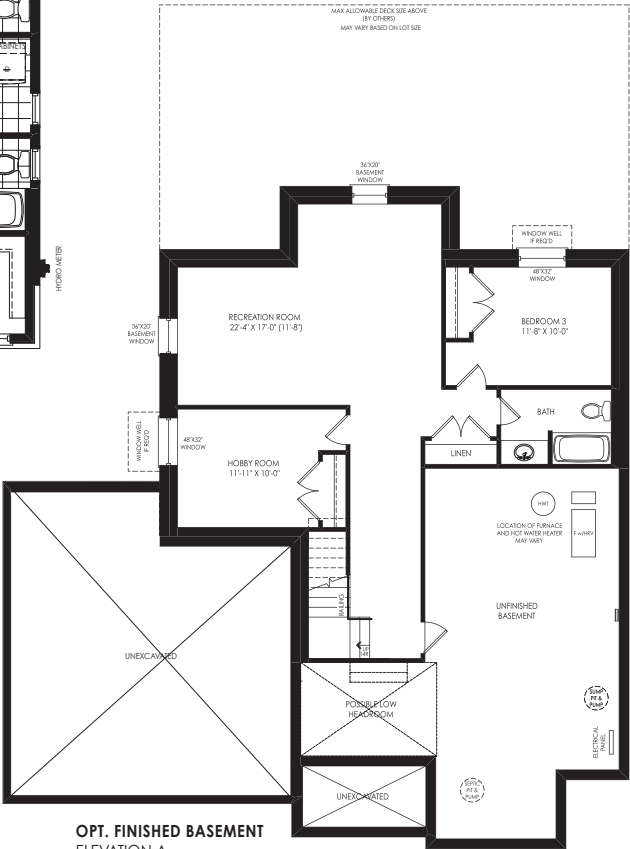 MAX ALLOWABLE DECK SIZE ABOVE
(BY OTHERS)
MAY VARY BASED ON LOT SIZE
ABINETS
HYDRO METER
36"X20"
BASEMENT
WINDOW
WINDOW WELL
IF REQ'D
48"X32"
WINDOW
RECREATION ROOM
22'-4" X 17'-0" (11'-8")
BEDROOM 3
11'-8" X 10'-0"
36"X20"
BASEMENT
WINDOW
BATH
WINDOW WELL
IF REQ'D
48"X32"
WINDOW
LINEN
HOBBY ROOM
11'-11" X 10'-0"
HWT
LOCATION OF FURNACE
AND HOT WATER HEATER
MAY VARY
F w/HRV
RAILING
UNFINISHED
BASEMENT
UP
UNEXCAVATED
SUMP
PIT &
PUMP
POSSIBLE LOW
HEADROOM
ELECTRICAL
PANEL
SEPTIC
PIT &
PUMP
UNEXCAVATED
OPT. FINISHED BASEMENT
ELEVATION A